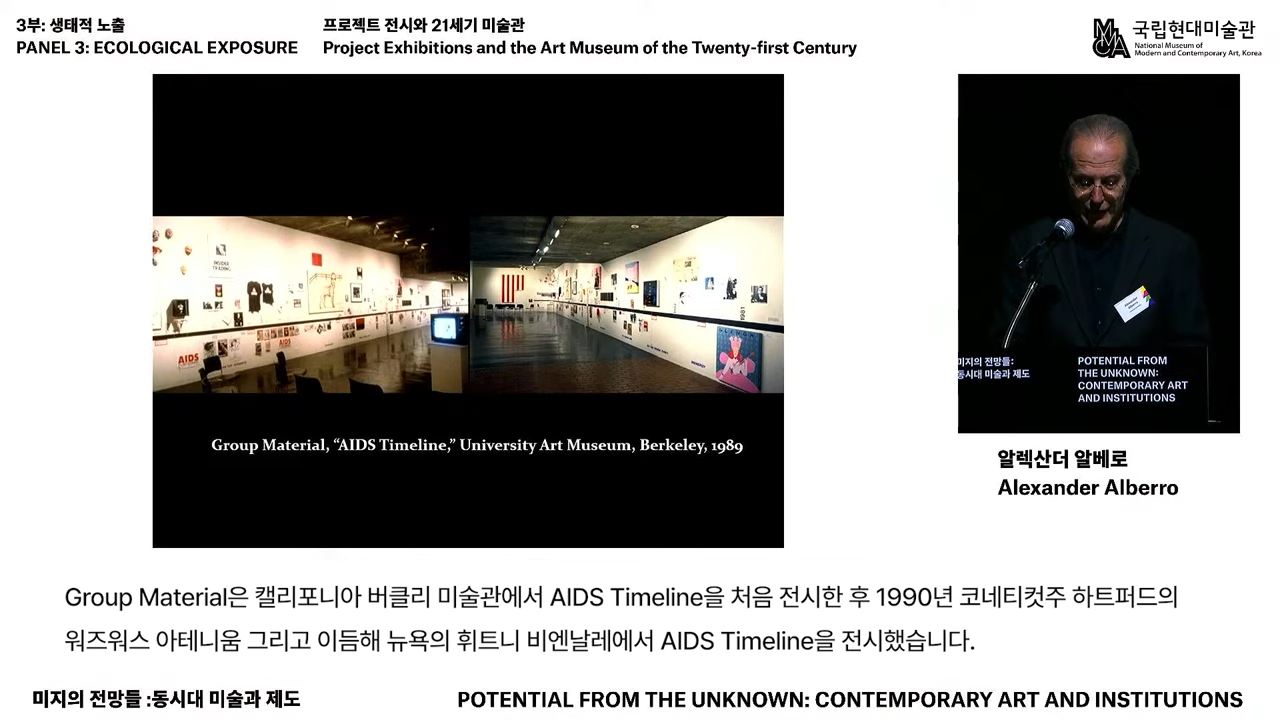 3부: 생태적 노출
PANEL 3: ECOLOGICAL EXPOSURE
프로젝트 전시와 21세기 미술관
Project Exhibitions and the Art Museum of the Twenty-first Century
MMCA
국립현대미술관
National Museum of
Modern and Contemporary Art, Korea
INSIDER
TRADING
AIDS
1981
Group Material, “AIDS Timeline,” University Art Museum, Berkeley, 1989
미지의 전망들:
동시대 미술과 제도
POTENTIAL FROM
THE UNKNOWN:
CONTEMPORARY ART
AND INSTITUTIONS
알렉산더 알베로
Alexander Alberro
Group Material은 캘리포니아 버클리 미술관에서 AIDS Timeline을 처음 전시한 후 1990년 코네티컷주 하트퍼드의
워즈워스 아테니움 그리고 이듬해 뉴욕의 휘트니 비엔날레에서 AIDS Timeline을 전시했습니다.
미지의 전망들 :동시대 미술과 제도
POTENTIAL FROM THE UNKNOWN: CONTEMPORARY ART AND INSTITUTIONS